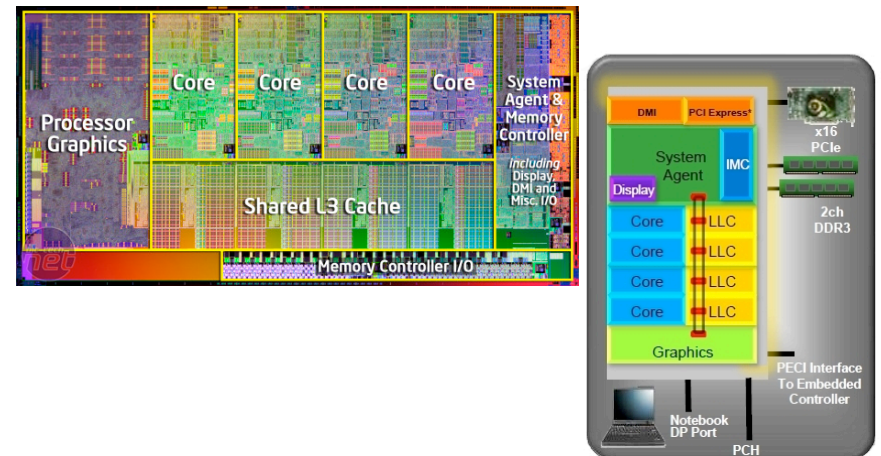 Processor
Graphics
Core
Core
Core
Core
System
Agent &
Memory
Controller
including
Display,
DMI and
Misc. I/O
Shared L3 Cache
Memory Controller I/O
net
DMI
PCI Express*
x16
PCIe
System
Agent
IMC
Display
2ch
DDR3
Core
LLC
Core
LLC
Core
LLC
Core
LLC
Graphics
PECI Interface
To Embedded
Controller
Notebook
DP Port
PCH